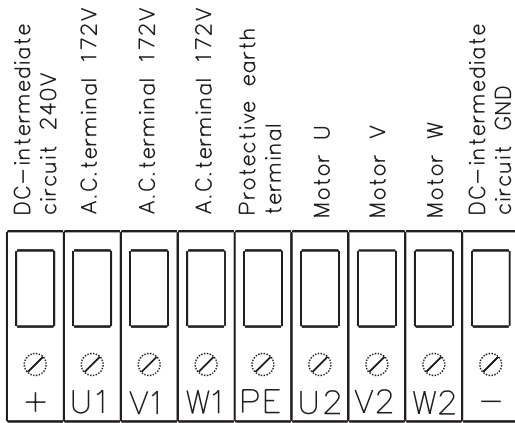 DC-intermediate
circuit 240V
A.C.terminal 172V
A.C.terminal 172V
A.C.terminal 172V
Protective earth
terminal
Motor U
Motor V
Motor W
DC-intermediate
circuit GND
+ U1 V1 W1 PE U2 V2 W2 -